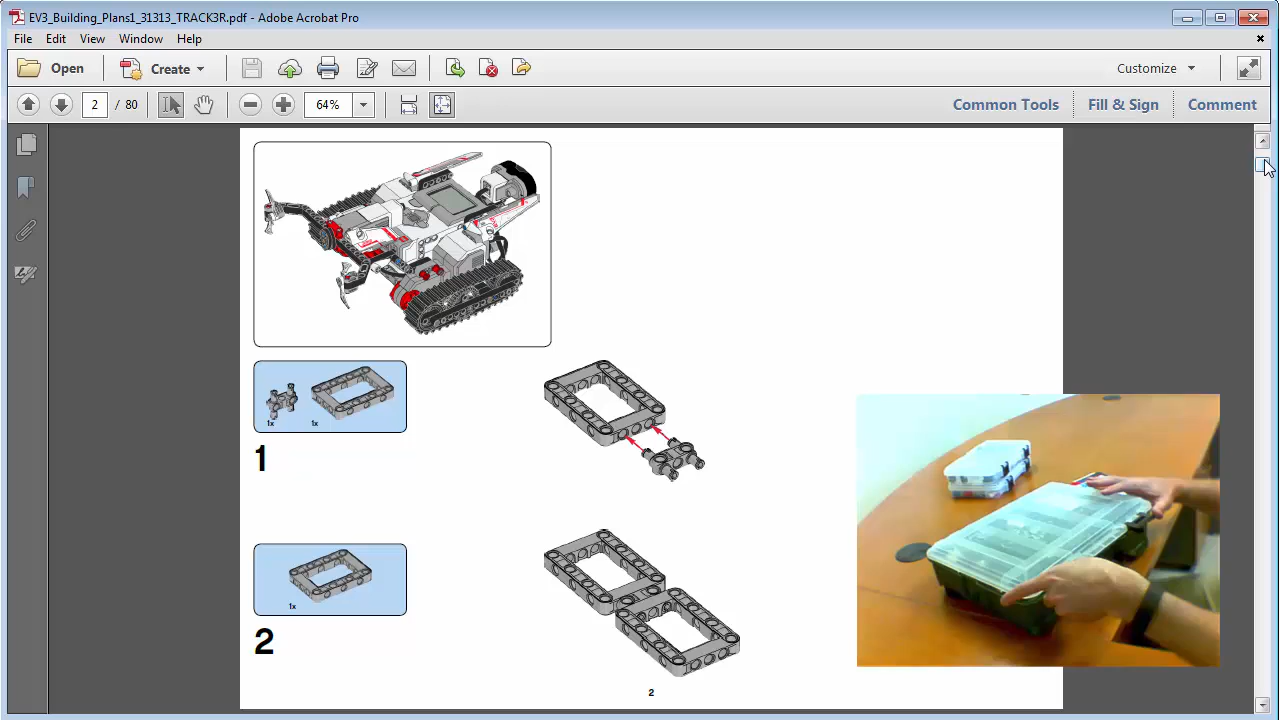 EV3_Building_Plans1_31313_TRACK3R.pdf - Adobe Acrobat Pro
File Edit View Window Help
Open Create Customize
2 / 80 64% Common Tools Fill & Sign Comment
1x 1x
1
1x
2
2